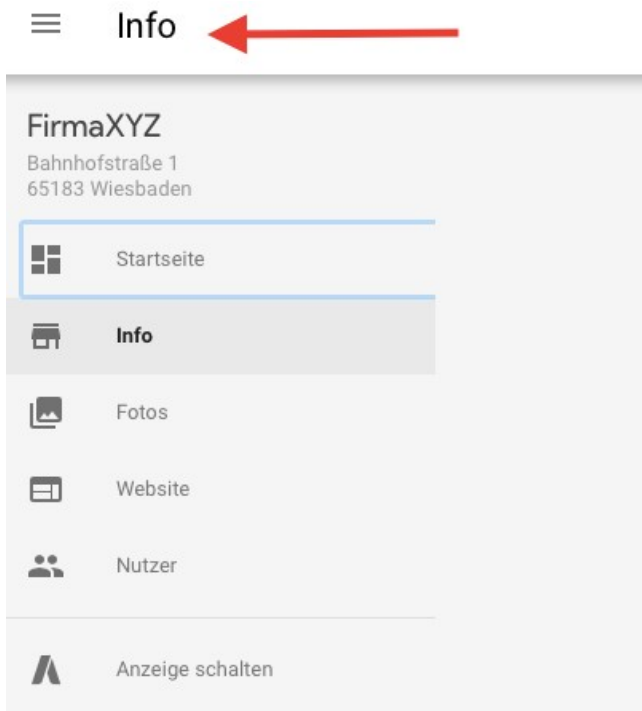 Info
FirmaXYZ
Bahnhofstraße 1
65183 Wiesbaden
Startseite
Info
Fotos
Website
Nutzer
Anzeige schalten